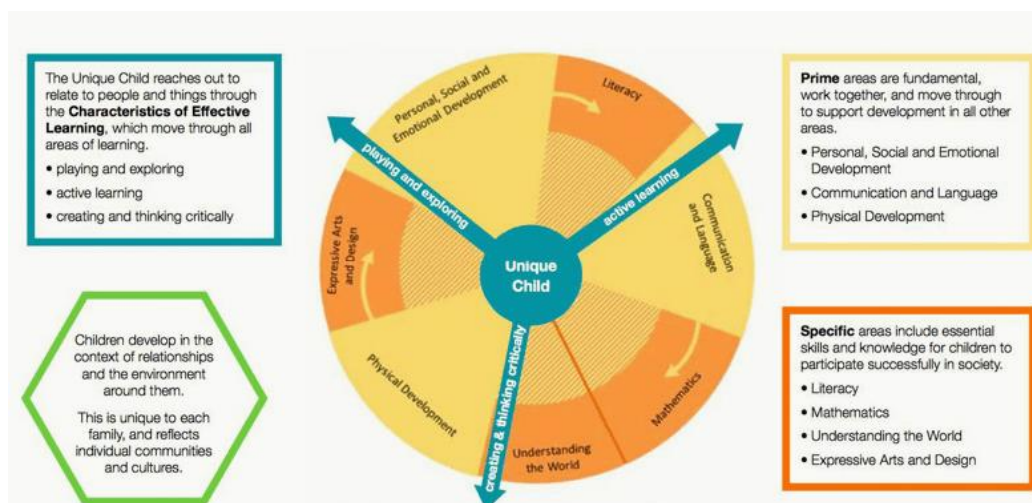 The Unique Child reaches out to
relate to people and things through
the Characteristics of Effective
Learning, which move through all
areas of learning.
• playing and exploring
• active learning
• creating and thinking critically
Children develop in the
context of relationships
and the environment
around them.
This is unique to each
family, and reflects
individual communities
and cultures.
Personal, Social and
Emotional Development
Literacy
playing and exploring
active learning
Communication
and Language
Expressive Arts
and Design
Unique
Child
Physical Development
creating & thinking critically
Mathematics
Understanding
the World
Prime areas are fundamental,
work together, and move through
to support development in all other
areas.
• Personal, Social and Emotional
Development
• Communication and Language
• Physical Development
Specific areas include essential
skills and knowledge for children to
participate successfully in society.
• Literacy
• Mathematics
• Understanding the World
• Expressive Arts and Design